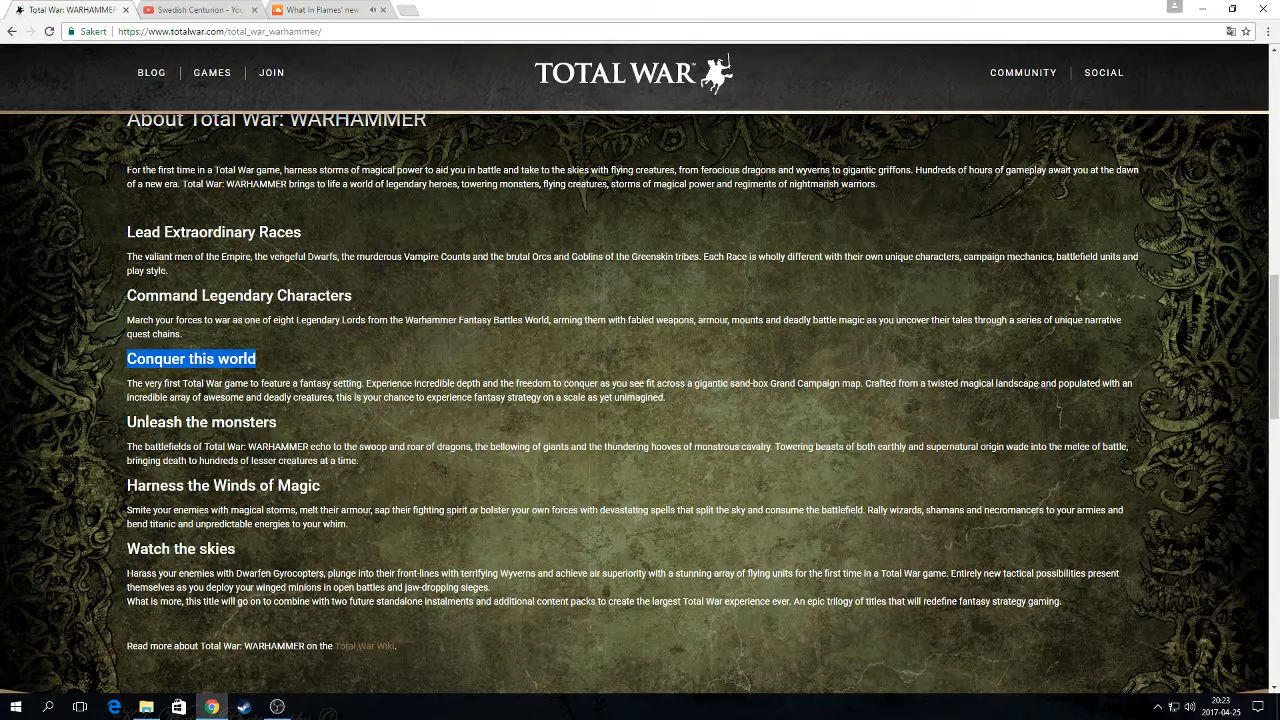 Total War: WARHAMMER
Swedish Centurion - You
What In Flames' new
Säkert
https://www.totalwar.com/total_war_warhammer/
BLOG
GAMES
JOIN
TOTAL WAR™
COMMUNITY
SOCIAL
About Total War: WARHAMMER
For the first time in a Total War game, harness storms of magical power to aid you in battle and take to the skies with flying creatures, from ferocious dragons and wyverns to gigantic griffons. Hundreds of hours of gameplay await you at the dawn
of a new era. Total War: WARHAMMER brings to life a world of legendary heroes, towering monsters, flying creatures, storms of magical power and regiments of nightmarish warriors.
Lead Extraordinary Races
The valiant men of the Empire, the vengeful Dwarfs, the murderous Vampire Counts and the brutal Orcs and Goblins of the Greenskin tribes. Each Race is wholly different with their own unique characters, campaign mechanics, battlefield units and
play style.
Command Legendary Characters
March your forces to war as one of eight Legendary Lords from the Warhammer Fantasy Battles World, arming them with fabled weapons, armour, mounts and deadly battle magic as you uncover their tales through a series of unique narrative
quest chains.
Conquer this world
The very first Total War game to feature a fantasy setting. Experience incredible depth and the freedom to conquer as you see fit across a gigantic sand-box Grand Campaign map. Crafted from a twisted magical landscape and populated with an
incredible array of awesome and deadly creatures, this is your chance to experience fantasy strategy on a scale as yet unimagined.
Unleash the monsters
The battlefields of Total War: WARHAMMER echo to the swoop and roar of dragons, the bellowing of giants and the thundering hooves of monstrous cavalry. Towering beasts of both earthly and supernatural origin wade into the melee of battle,
bringing death to hundreds of lesser creatures at a time.
Harness the Winds of Magic
Smite your enemies with magical storms, melt their armour, sap their fighting spirit or bolster your own forces with devastating spells that split the sky and consume the battlefield. Rally wizards, shamans and necromancers to your armies and
bend titanic and unpredictable energies to your whim.
Watch the skies
Harass your enemies with Dwarfen Gyrocopters, plunge into their front-lines with terrifying Wyverns and achieve air superiority with a stunning array of flying units for the first time in a Total War game. Entirely new tactical possibilities present
themselves as you deploy your winged minions in open battles and jaw-dropping sieges.
What is more, this title will go on to combine with two future standalone instalments and additional content packs to create the largest Total War experience ever. An epic trilogy of titles that will redefine fantasy strategy gaming.
Read more about Total War: WARHAMMER on the Total War Wiki.
20:23
2017-04-25